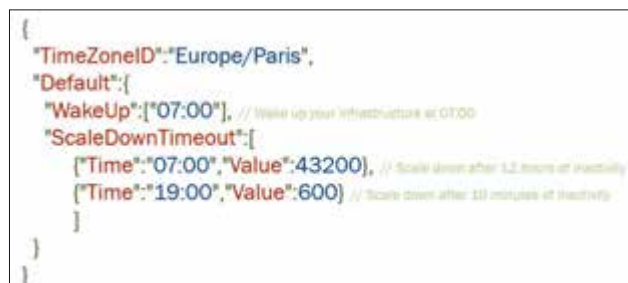 {
"TimeZoneID":"Europe/Paris",
"Default":{
"WakeUp":["07:00"], // Wake up your infrastructure at 07:00
"ScaleDownTimeout":[
{"Time":"07:00","Value":43200}, // Scale down after 12 hours of inactivity
{"Time":"19:00","Value":600} // Scale down after 10 minutes of inactivity
]
}
}